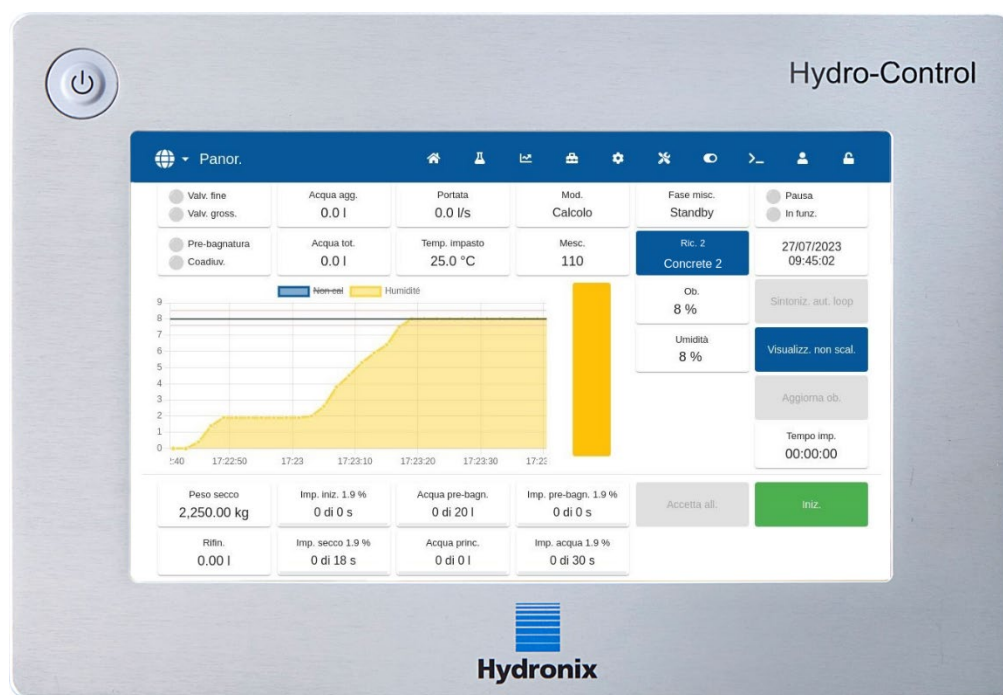 Hydro-Control
Panor.
Valv. fine
Valv. gross.
Acqua agg.
0.0 l
Portata
0.0 l/s
Mod.
Calcolo
Fase misc.
Standby
Pausa
In funz.
Pre-bagnatura
Coadiuv.
Acqua tot.
0.0 l
Temp. impasto
25.0 °C
Mesc.
110
Ric. 2
Concrete 2
27/07/2023
09:45:02
Non cal
Humidité
9
8
7
6
5
4
3
2
1
0
:40
17:22:50
17:23
17:23:10
17:23:20
17:23:30
17:23
Ob.
8 %
Umidità
8 %
Sintoniz. aut. loop
Visualizz. non scal.
Aggiorna ob.
Tempo imp.
00:00:00
Peso secco
2,250.00 kg
Imp. iniz. 1.9 %
0 di 0 s
Acqua pre-bagn.
0 di 20 l
Imp. pre-bagn. 1.9 %
0 di 0 s
Accetta all.
Iniz.
Rifin.
0.00 l
Imp. secco 1.9 %
0 di 18 s
Acqua princ.
0 di 0 l
Imp. acqua 1.9 %
0 di 30 s
Hydronix